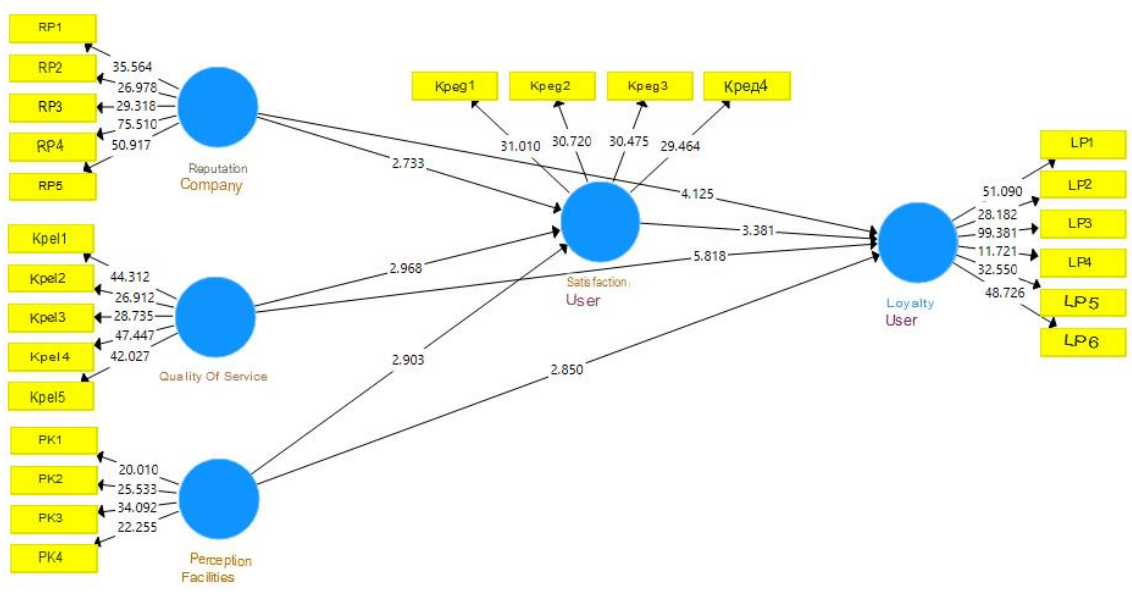 RP1
RP2
RP3
RP4
RP5
35.564
26.978
29.318
75.510
50.917
Reputation
Company
Kpeg1
Kpeg2
Kpeg3
Кред4
31.010
30.720
30.475
29.464
2.733
4.125
LP1
LP2
LP3
LP4
LP5
LP6
51.090
28.182
99.381
11.721
32.550
48.726
3.381
5.818
2.968
Satisfaction
User
Loyalty
User
Kpel1
Kpel2
Kpel3
Kpel4
Kpel5
44.312
26.912
28.735
47.447
42.027
Quality Of Service
2.903
2.850
PK1
PK2
PK3
PK4
20.010
25.533
34.092
22.255
Perception
Facilities